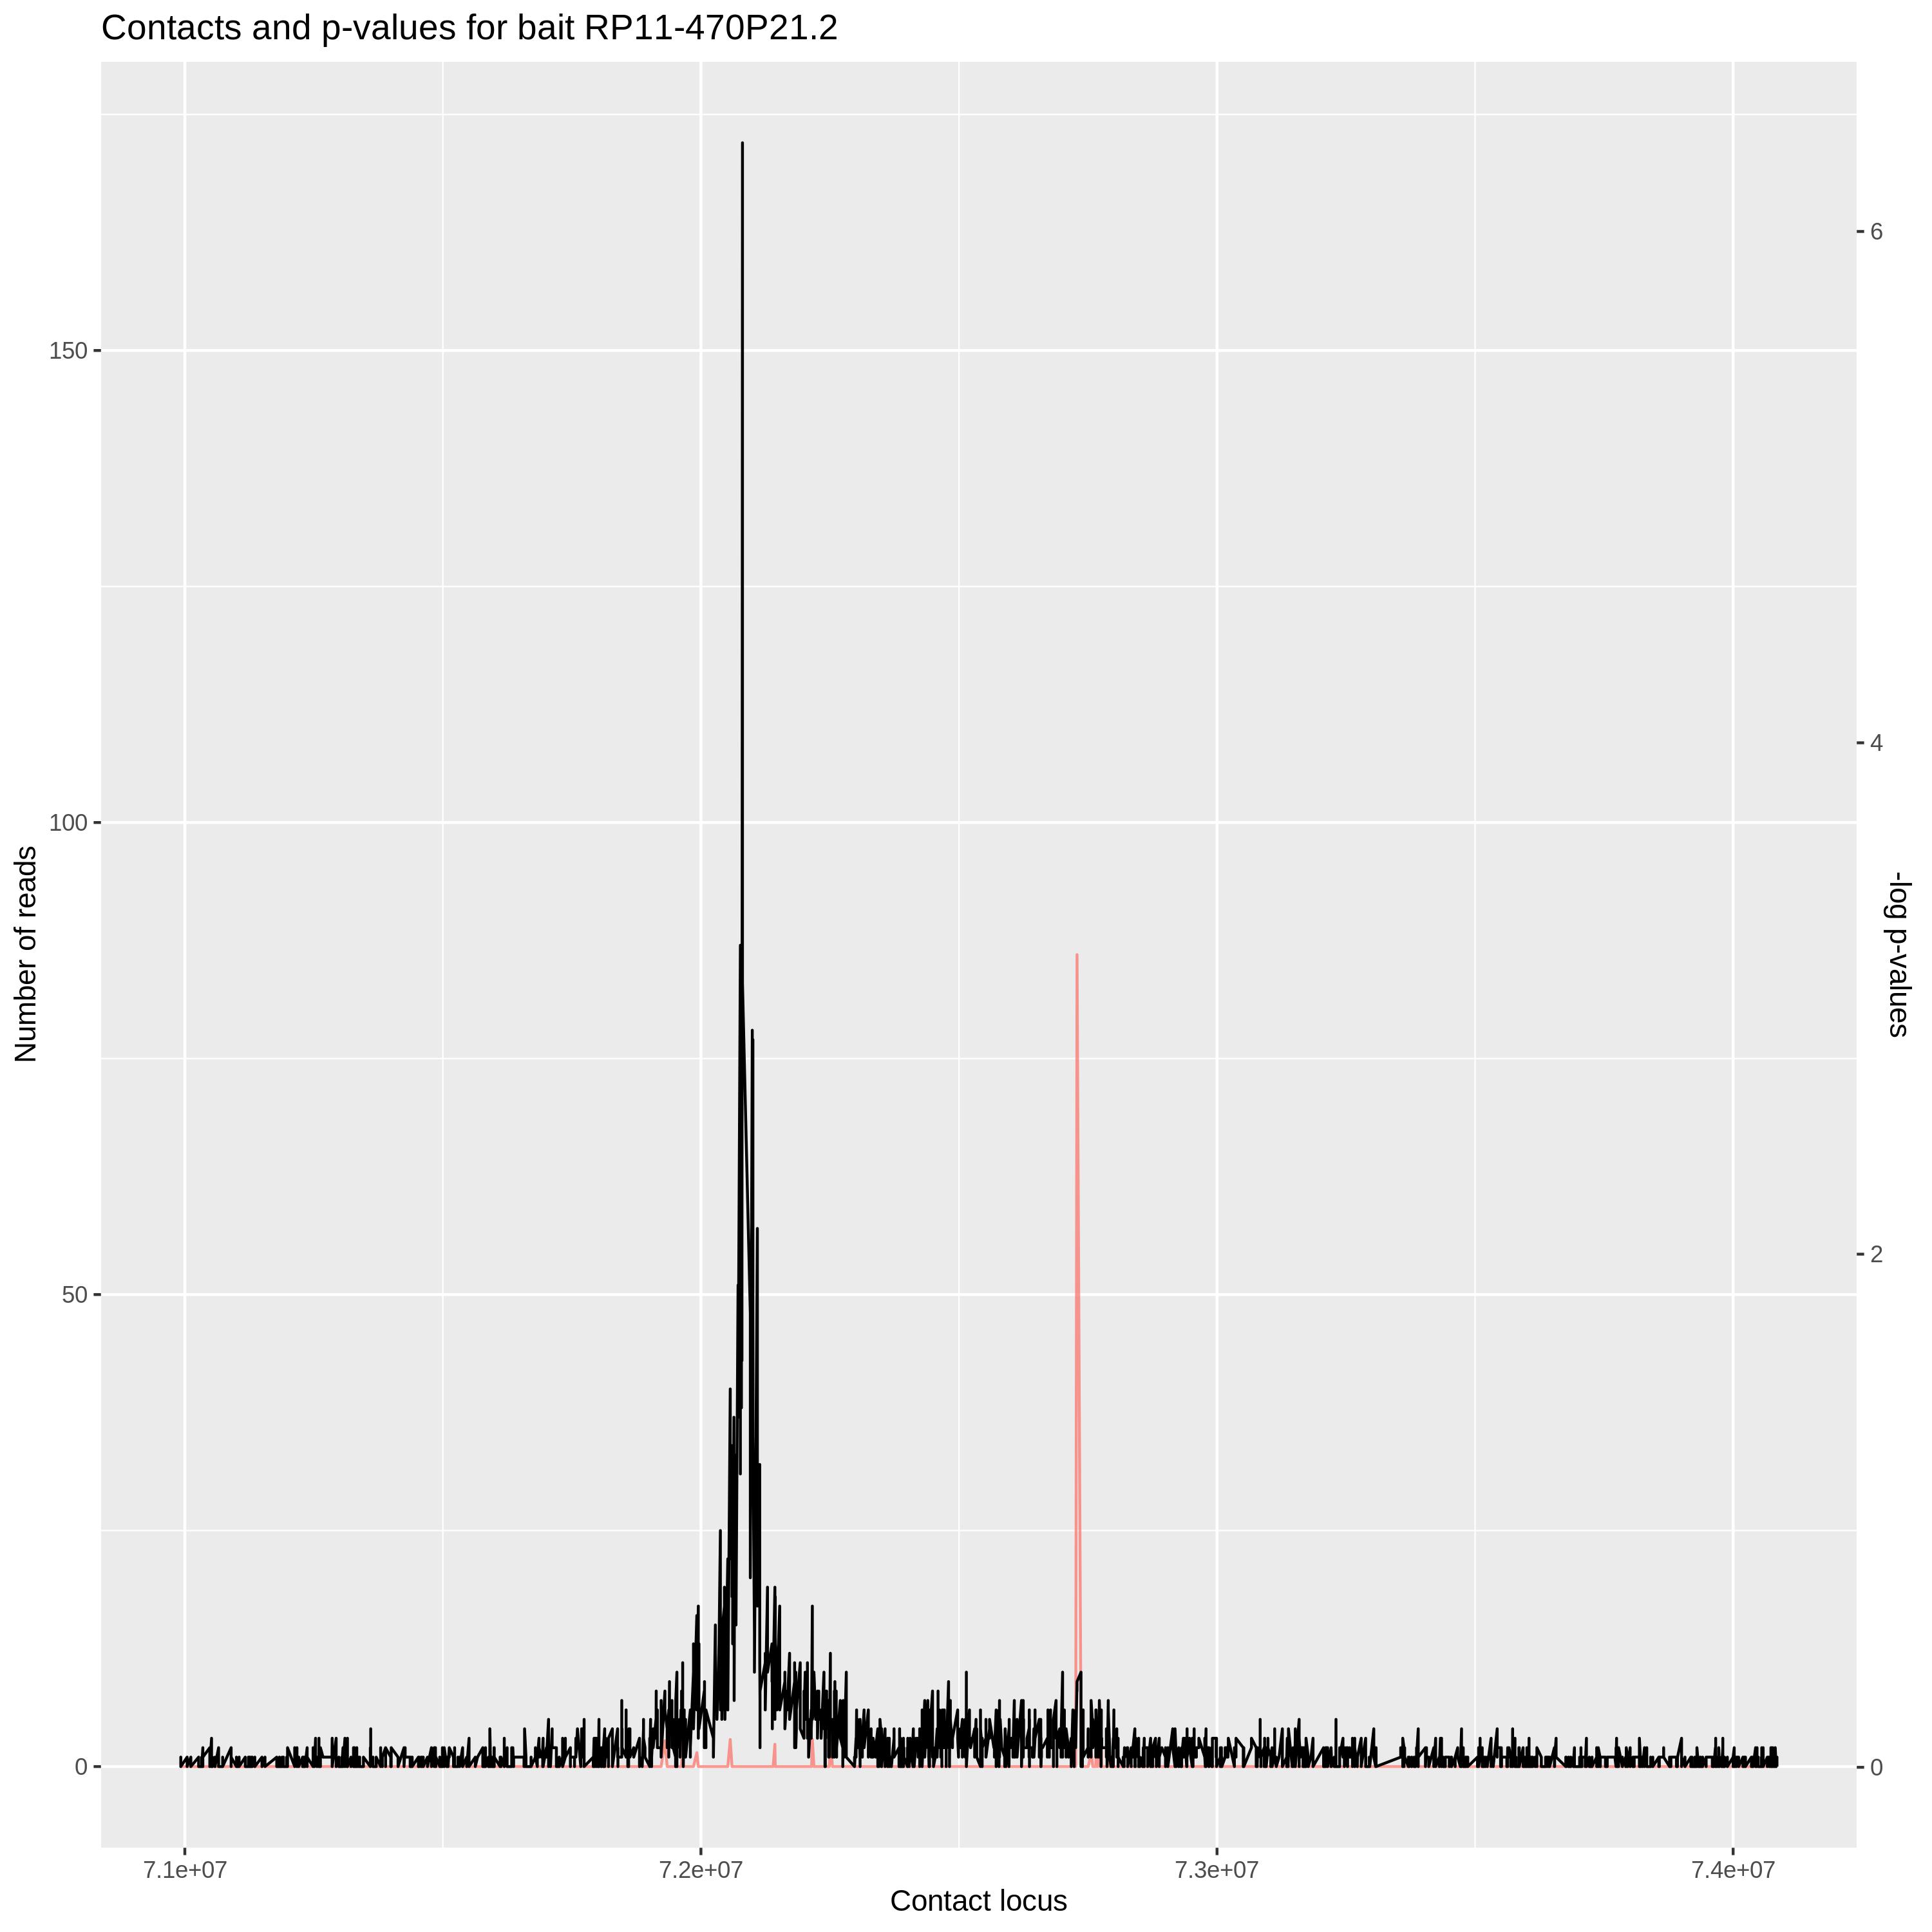 Contacts and p-values for bait RP11-470P21.2
Number of reads
150
100
50
0
6
4
2
0
-log p-values
7.1e+07 7.2e+07 7.3e+07 7.4e+07
Contact locus